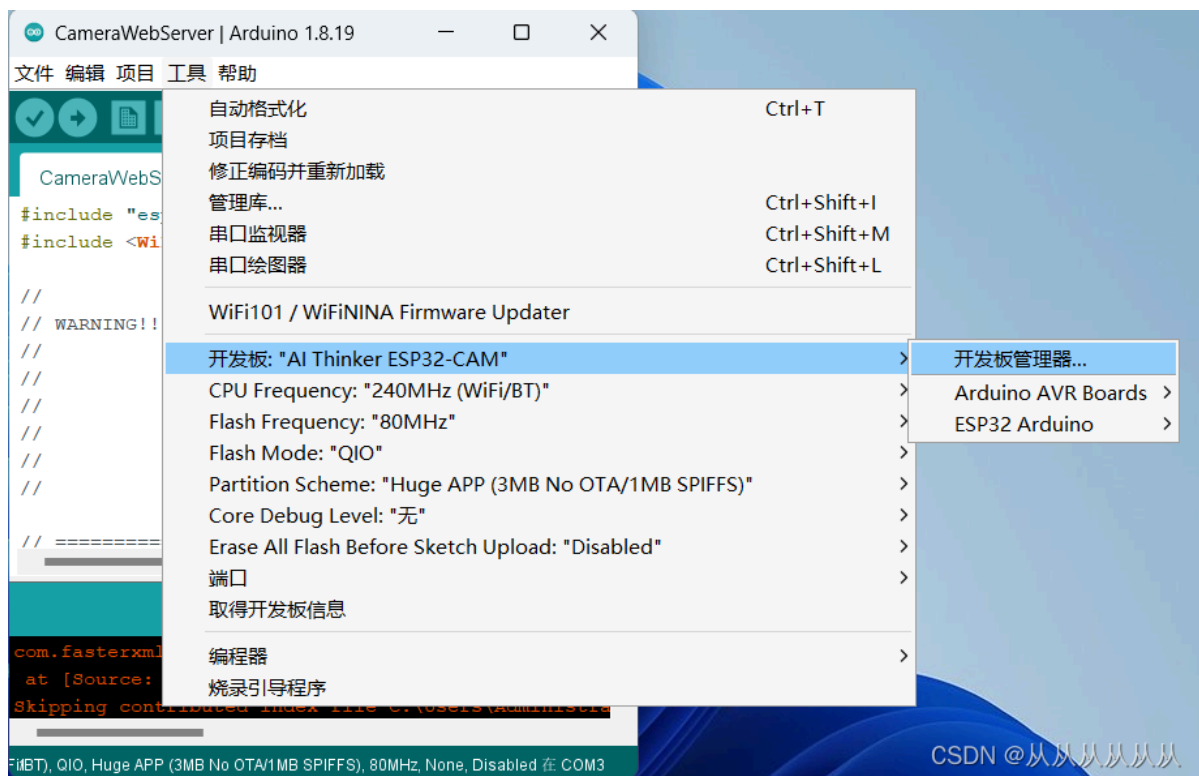 CameraWebServer | Arduino 1.8.19
文件 编辑 项目 工具 帮助
自动格式化 Ctrl+T
项目存档
修正编码并重新加载
管理库... Ctrl+Shift+I
串口监视器 Ctrl+Shift+M
串口绘图器 Ctrl+Shift+L
WiFi101 / WiFiNINA Firmware Updater
开发板: "AI Thinker ESP32-CAM"
CPU Frequency: "240MHz (WiFi/BT)"
Flash Frequency: "80MHz"
Flash Mode: "QIO"
Partition Scheme: "Huge APP (3MB No OTA/1MB SPIFFS)"
Core Debug Level: "无"
Erase All Flash Before Sketch Upload: "Disabled"
端口
取得开发板信息
编程器
烧录引导程序
开发板管理器...
Arduino AVR Boards
ESP32 Arduino
CameraWebS
#include "es
#include <Wi
//
// WARNING!!
//
//
//
//
//
//
// ==========
com.fasterxml
at [Source:
Skipping contributed index file C:\Users\Administra
BT), QIO, Huge APP (3MB No OTA/1MB SPIFFS), 80MHz, None, Disabled 在 COM3
CSDN @从从从从从从